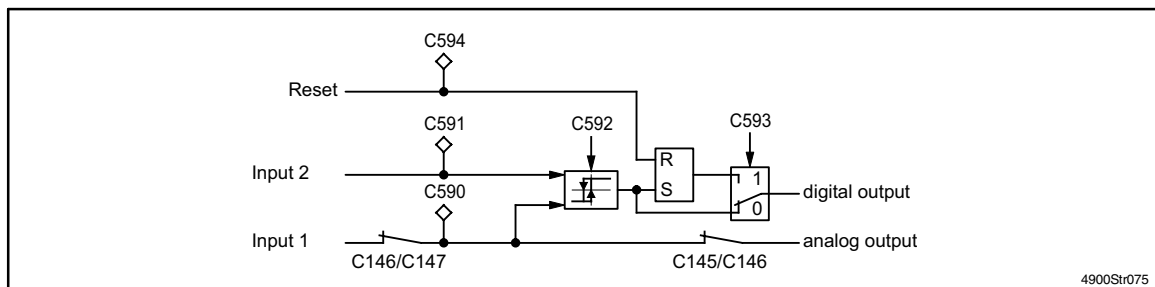 C594
Reset
C591
C592
C593
Input 2
R
S
1
0
digital output
C590
Input 1
analog output
C146/C147
C145/C146
4900Str075